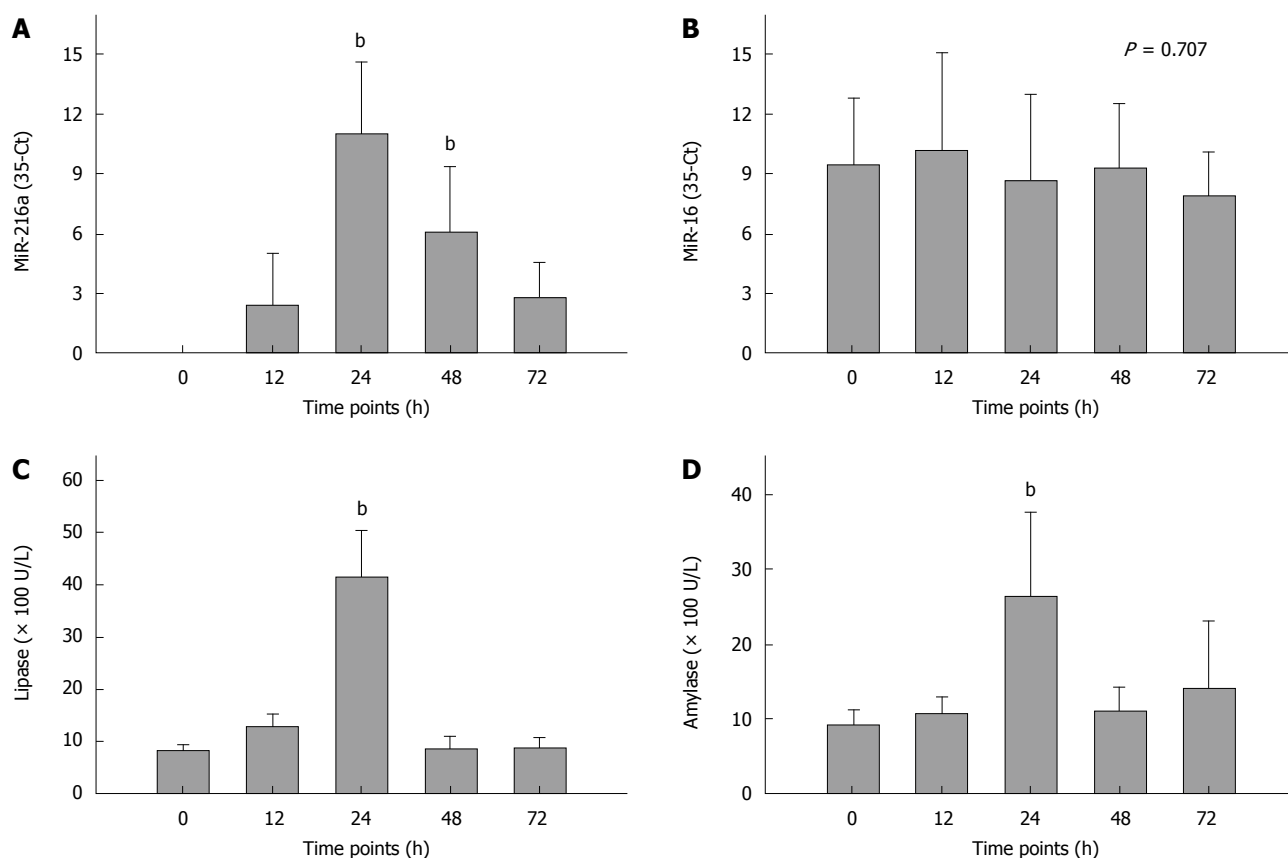 A
MiR-216a (35-Ct)
15
12
9
6
3
0
b
b
0 12 24 48 72
Time points (h)
B
MiR-16 (35-Ct)
15
12
9
6
3
0
P = 0.707
0 12 24 48 72
Time points (h)
C
Lipase (× 100 U/L)
60
50
40
30
20
10
0
b
0 12 24 48 72
Time points (h)
D
Amylase (× 100 U/L)
40
30
20
10
0
b
0 12 24 48 72
Time points (h)